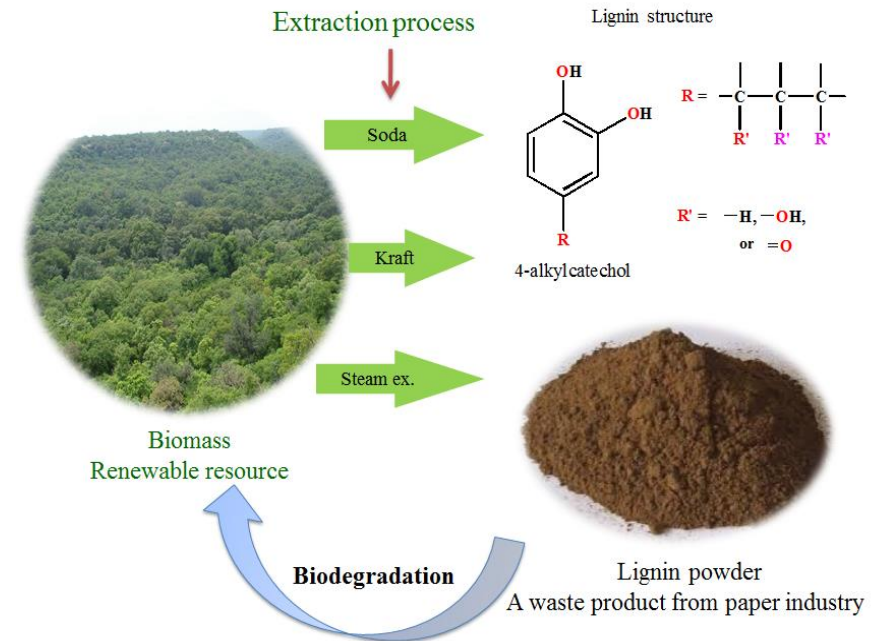 Extraction process
Lignin structure
Soda
Kraft
Steam ex.
OH
OH
R
4-alkylcatechol
R = C C C
R' R' R'
R' = —H, —OH,
or =O
Biomass
Renewable resource
Biodegradation
Lignin powder
A waste product from paper industry